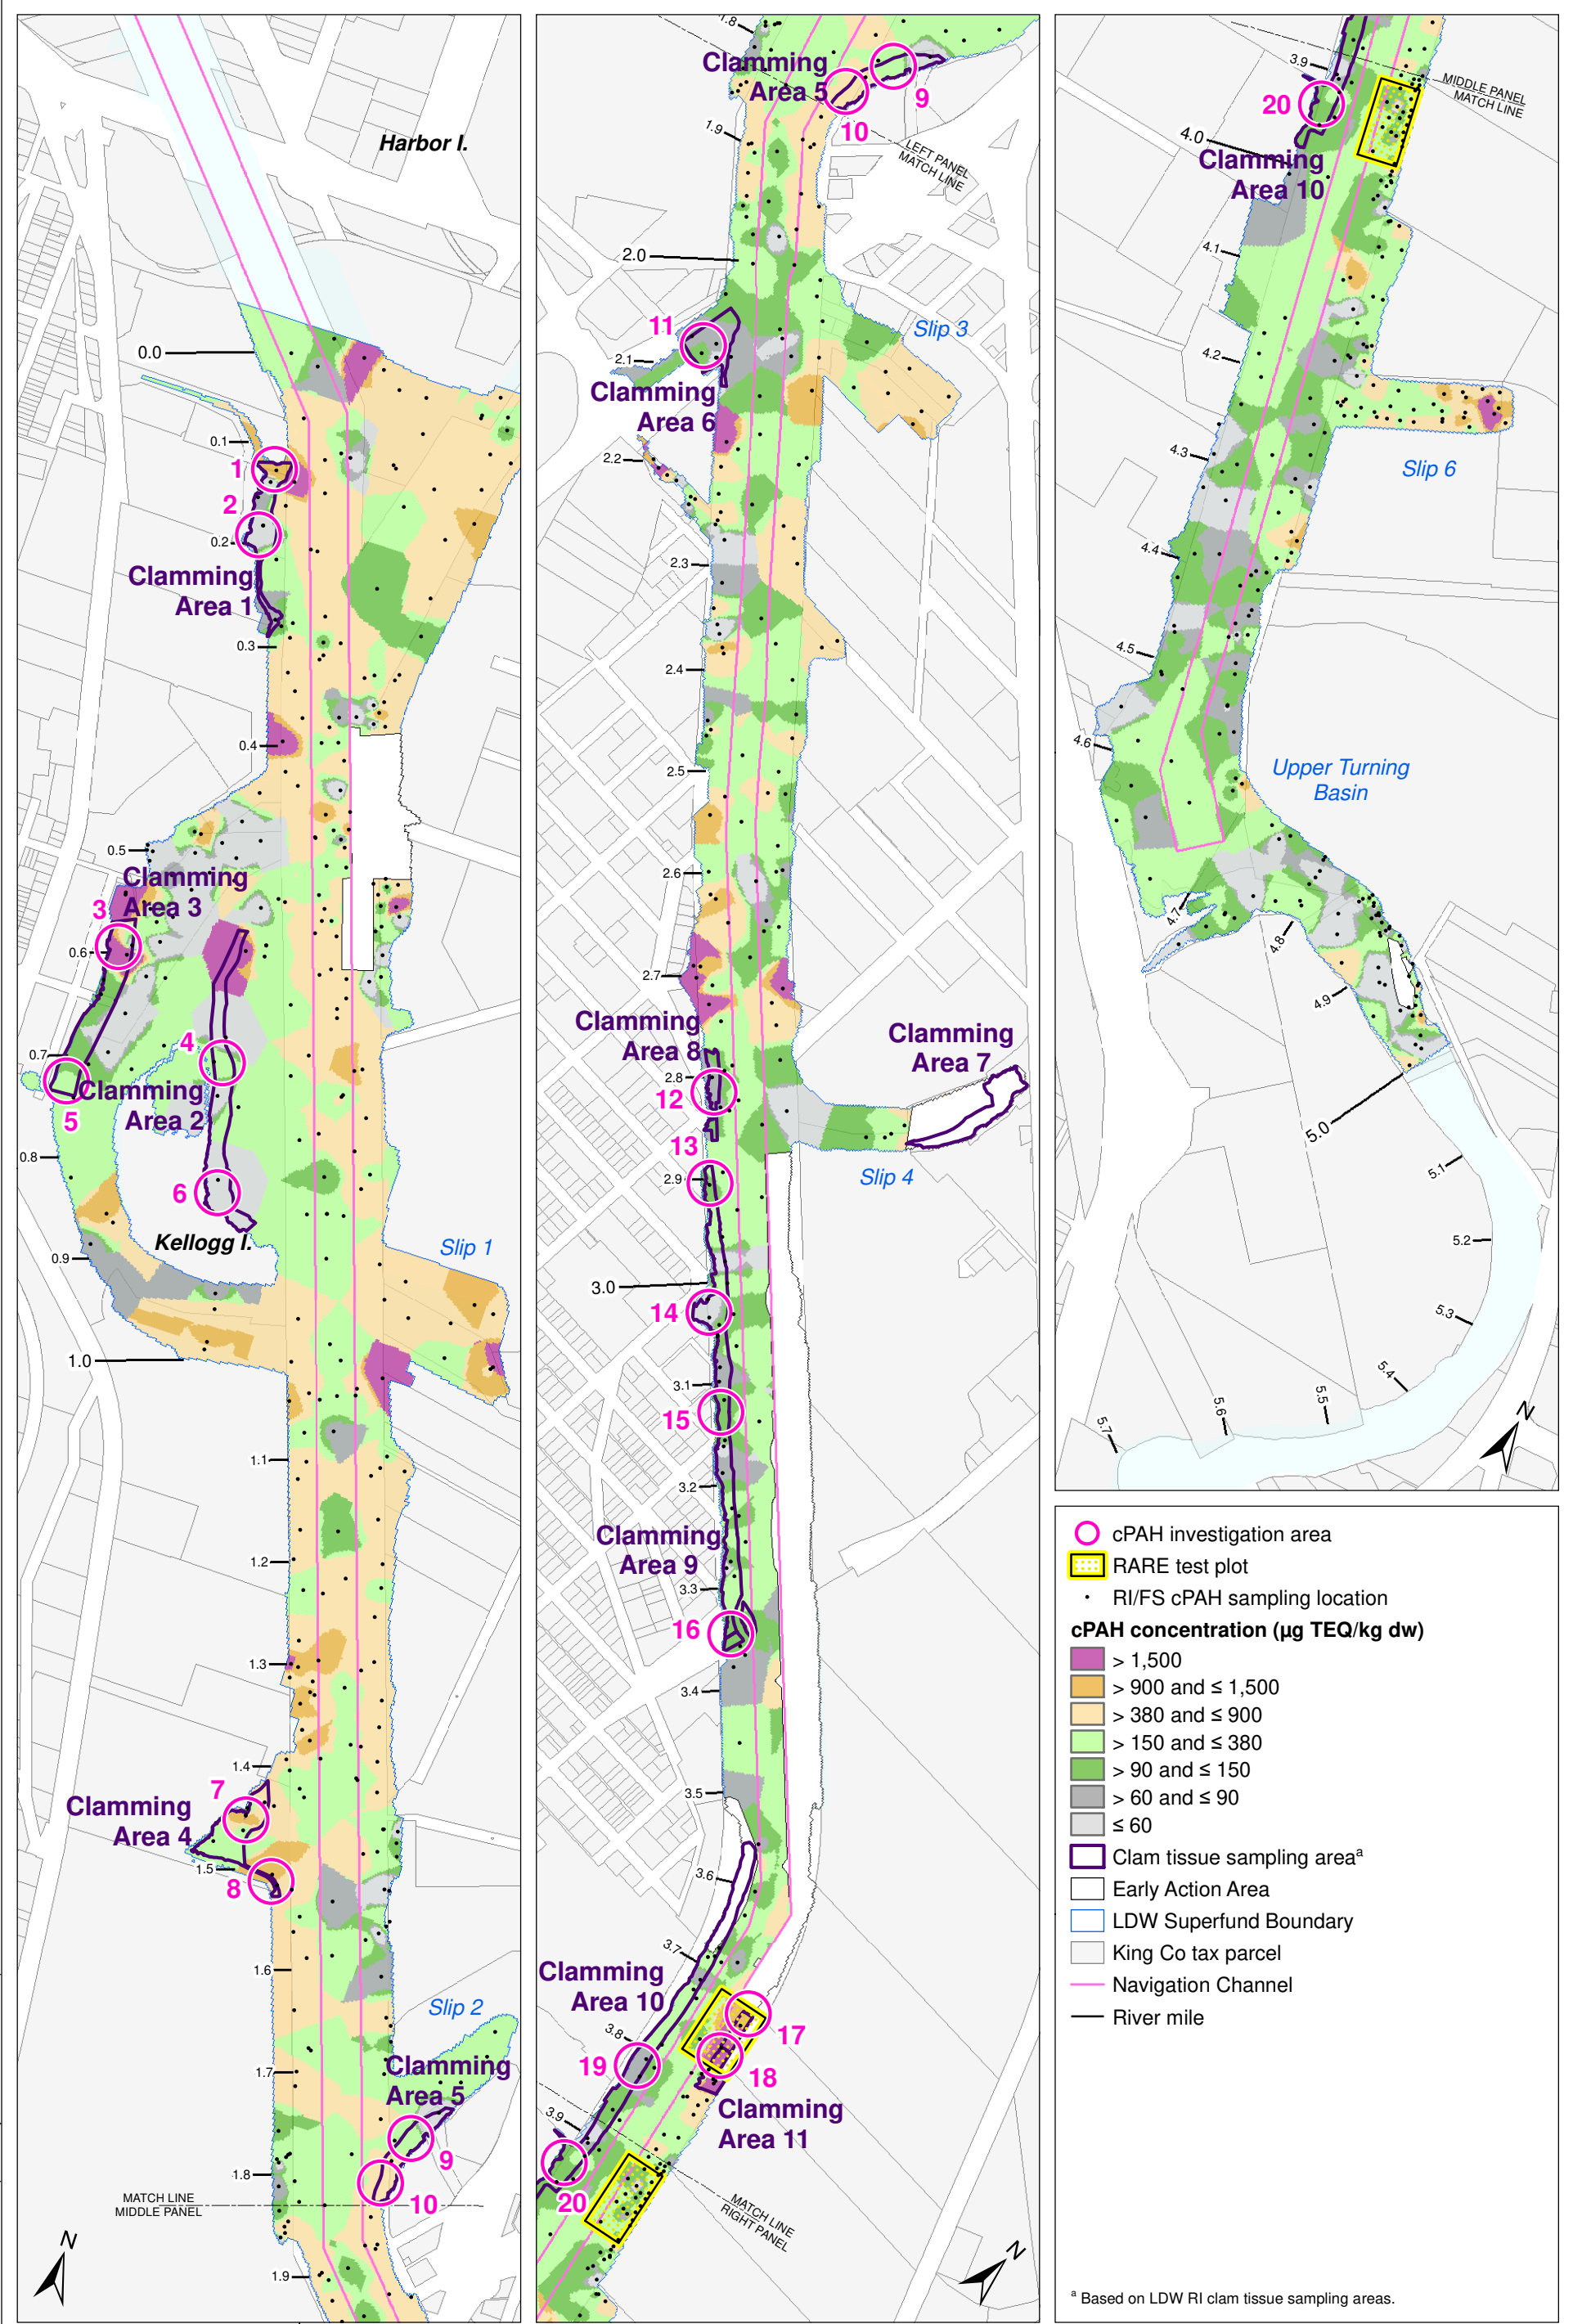 Harbor I.
0.0
0.1
1
2
0.2
Clamming
Area 1
0.3
0.4
0.5
Clamming
Area 3
3
0.6
0.7
4
5
Clamming
Area 2
0.8
6
Kellogg I.
0.9
Slip 1
1.0
1.1
1.2
1.3
1.4
7
Clamming
Area 4
1.5
8
1.6
Slip 2
1.7
Clamming
Area 5
9
1.8
10
MATCH LINE
MIDDLE PANEL
N
1.9
1.8
Clamming
Area 5
9
10
1.9
LEFT PANEL
MATCH LINE
2.0
11
Slip 3
2.1
Clamming
Area 6
2.2
2.3
2.4
2.5
2.6
2.7
Clamming
Area 8
Clamming
Area 7
2.8
12
13
2.9
Slip 4
3.0
14
3.1
15
3.2
Clamming
Area 9
3.3
16
3.4
3.5
3.6
3.7
Clamming
Area 10
17
3.8
19
18
Clamming
Area 11
3.9
20
MATCH LINE
RIGHT PANEL
N
3.9
MIDDLE PANEL
MATCH LINE
20
4.0
Clamming
Area 10
4.1
4.2
4.3
Slip 6
4.4
4.5
4.6
Upper Turning
Basin
4.7
4.8
4.9
5.0
5.1
5.2
5.3
5.4
5.5
5.6
5.7
N
cPAH investigation area
RARE test plot
RI/FS cPAH sampling location
cPAH concentration (µg TEQ/kg dw)
> 1,500
> 900 and ≤ 1,500
> 380 and ≤ 900
> 150 and ≤ 380
> 90 and ≤ 150
> 60 and ≤ 90
≤ 60
Clam tissue sampling areaᵃ
Early Action Area
LDW Superfund Boundary
King Co tax parcel
Navigation Channel
River mile
ᵃ Based on LDW RI clam tissue sampling areas.